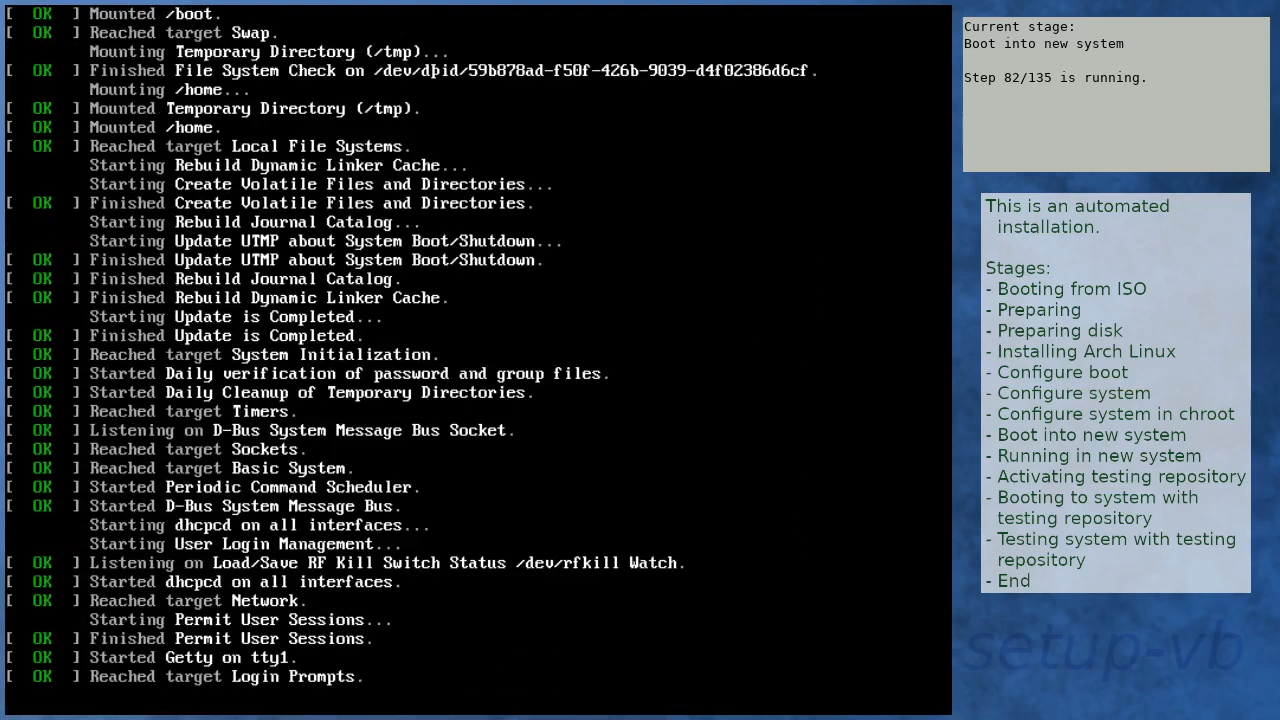 [  OK  ] Mounted /boot.
[  OK  ] Reached target Swap.
Mounting Temporary Directory (/tmp)...
[  OK  ] Finished File System Check on /dev/dþid/59b878ad-f50f-426b-9039-d4f02386d6cf.
Mounting /home...
[  OK  ] Mounted Temporary Directory (/tmp).
[  OK  ] Mounted /home.
[  OK  ] Reached target Local File Systems.
Starting Rebuild Dynamic Linker Cache...
Starting Create Volatile Files and Directories...
[  OK  ] Finished Create Volatile Files and Directories.
Starting Rebuild Journal Catalog...
Starting Update UTMP about System Boot/Shutdown...
[  OK  ] Finished Update UTMP about System Boot/Shutdown.
[  OK  ] Finished Rebuild Journal Catalog.
[  OK  ] Finished Rebuild Dynamic Linker Cache.
Starting Update is Completed...
[  OK  ] Finished Update is Completed.
[  OK  ] Reached target System Initialization.
[  OK  ] Started Daily verification of password and group files.
[  OK  ] Started Daily Cleanup of Temporary Directories.
[  OK  ] Reached target Timers.
[  OK  ] Listening on D-Bus System Message Bus Socket.
[  OK  ] Reached target Sockets.
[  OK  ] Reached target Basic System.
[  OK  ] Started Periodic Command Scheduler.
[  OK  ] Started D-Bus System Message Bus.
Starting dhcpcd on all interfaces...
Starting User Login Management...
[  OK  ] Listening on Load/Save RF Kill Switch Status /dev/rfkill Watch.
[  OK  ] Started dhcpcd on all interfaces.
[  OK  ] Reached target Network.
Starting Permit User Sessions...
[  OK  ] Finished Permit User Sessions.
[  OK  ] Started Getty on tty1.
[  OK  ] Reached target Login Prompts.
Current stage:
Boot into new system
Step 82/135 is running.
This is an automated
installation.
Stages:
- Booting from ISO
- Preparing
- Preparing disk
- Installing Arch Linux
- Configure boot
- Configure system
- Configure system in chroot
- Boot into new system
- Running in new system
- Activating testing repository
- Booting to system with
testing repository
- Testing system with testing
repository
- End
setup-vb